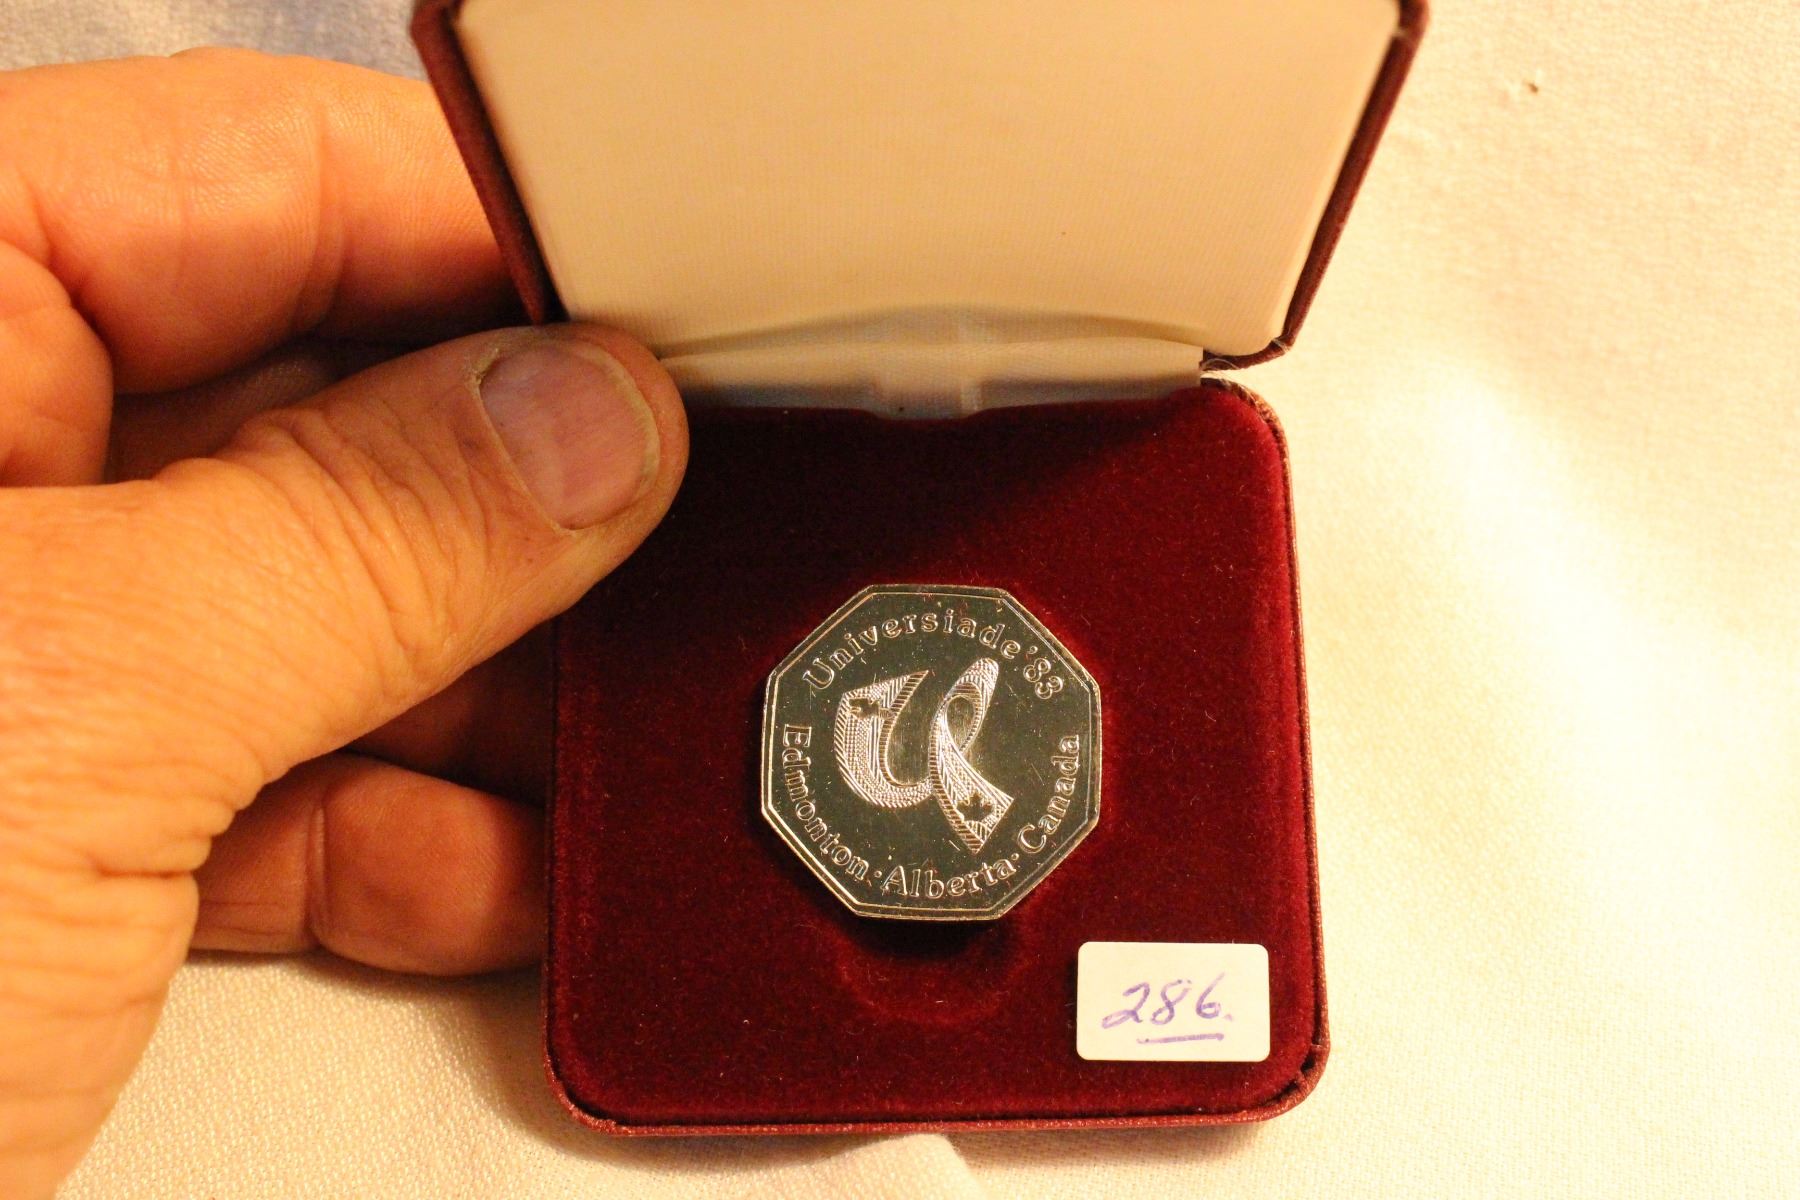 Universiade '83
Edmonton · Alberta · Canada
286.